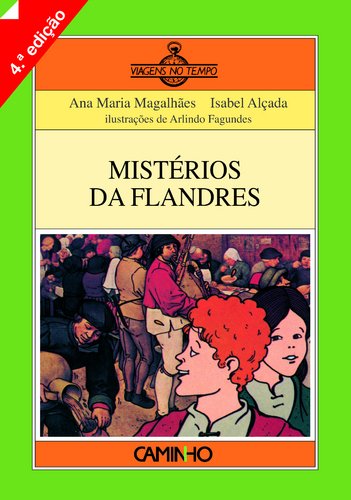 4.ª edição
VIAGENS NO TEMPO
Ana Maria Magalhães Isabel Alçada
ilustrações de Arlindo Fagundes
MISTÉRIOS
DA FLANDRES
CAMINHO